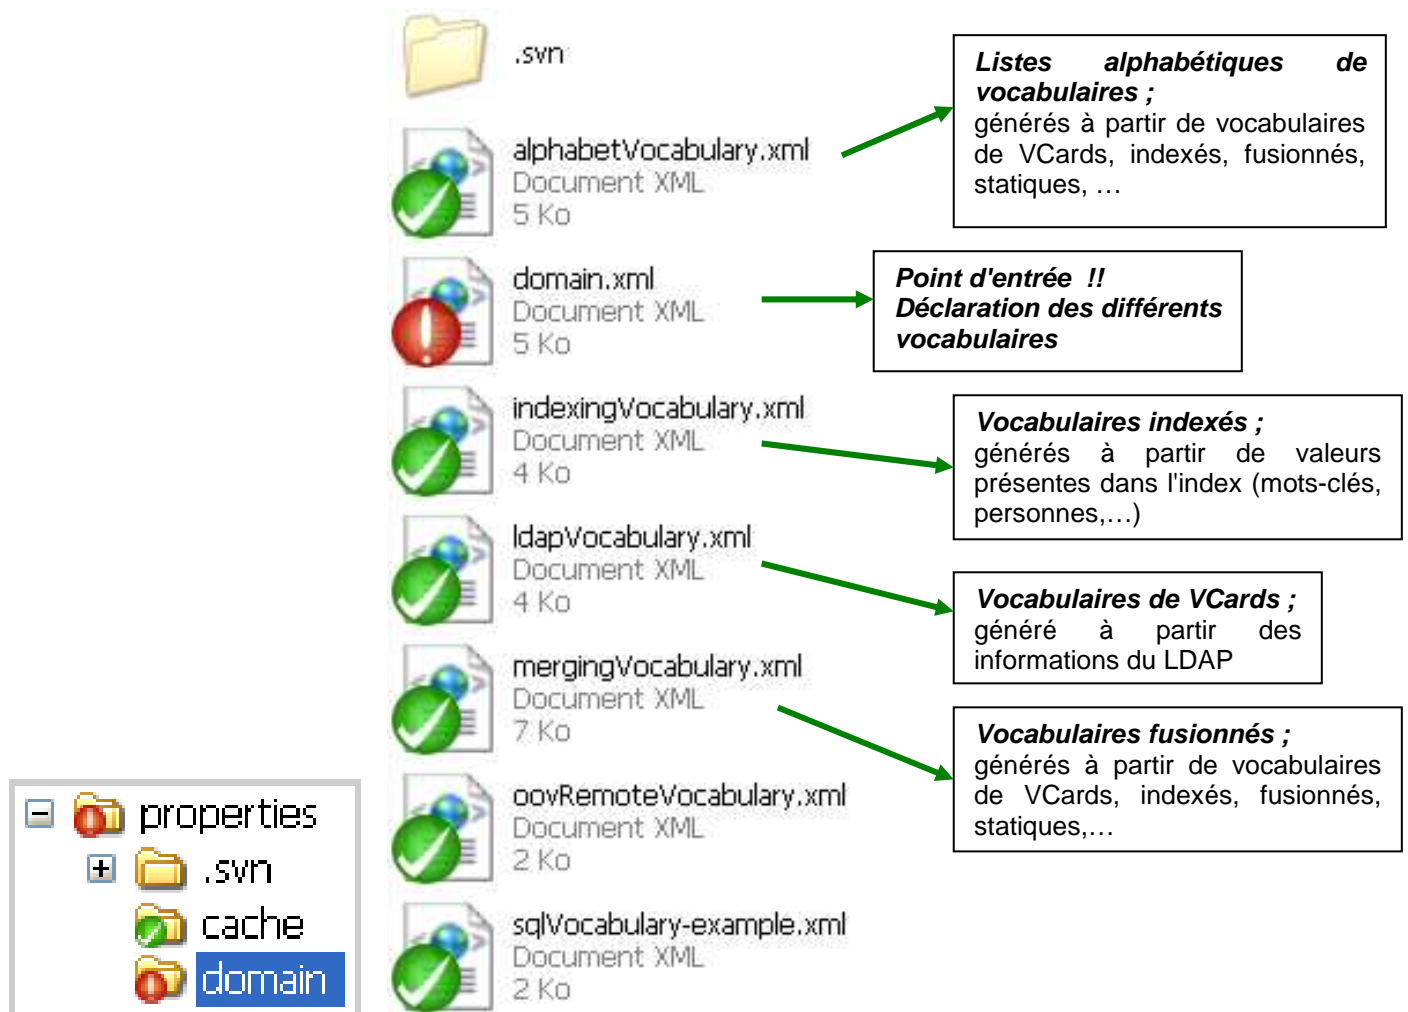 .svn
alphabetVocabulary.xml
Document XML
5 Ko
Listes alphabétiques de
vocabulaires ;
générés à partir de vocabulaires
de VCards, indexés, fusionnés,
statiques, …
domain.xml
Document XML
5 Ko
Point d'entrée !!
Déclaration des différents
vocabulaires
indexingVocabulary.xml
Document XML
4 Ko
Vocabulaires indexés ;
générés à partir de valeurs
présentes dans l'index (mots-clés,
personnes,…)
ldapVocabulary.xml
Document XML
4 Ko
Vocabulaires de VCards ;
généré à partir des
informations du LDAP
mergingVocabulary.xml
Document XML
7 Ko
Vocabulaires fusionnés ;
générés à partir de vocabulaires
de VCards, indexés, fusionnés,
statiques,…
oovRemoteVocabulary.xml
Document XML
2 Ko
sqlVocabulary-example.xml
Document XML
2 Ko
properties
.svn
cache
domain